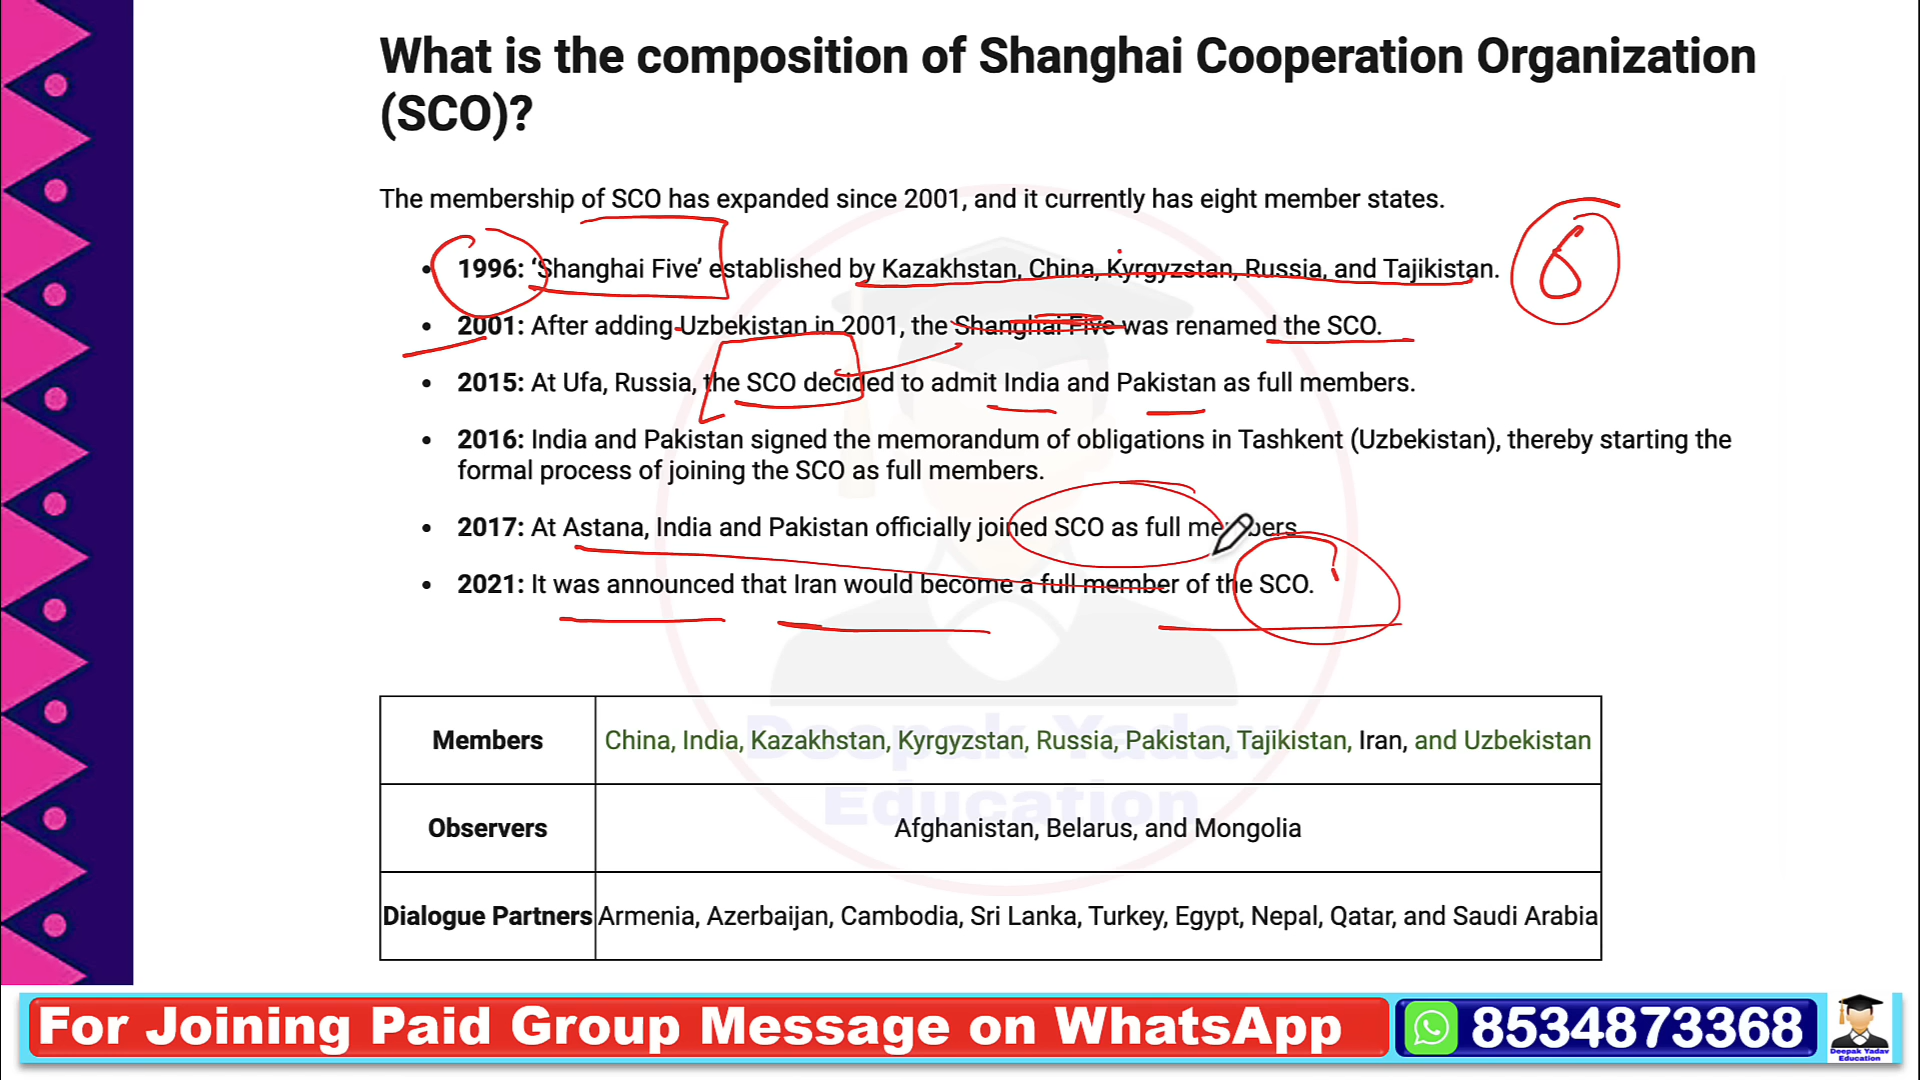 What is the composition of Shanghai Cooperation Organization
(SCO)?
The membership of SCO has expanded since 2001, and it currently has eight member states.
• 1996: ‘Shanghai Five’ established by Kazakhstan, China, Kyrgyzstan, Russia, and Tajikistan.
6
• 2001: After adding Uzbekistan in 2001, the Shanghai Five was renamed the SCO.
• 2015: At Ufa, Russia, the SCO decided to admit India and Pakistan as full members.
• 2016: India and Pakistan signed the memorandum of obligations in Tashkent (Uzbekistan), thereby starting the
formal process of joining the SCO as full members.
• 2017: At Astana, India and Pakistan officially joined SCO as full members
• 2021: It was announced that Iran would become a full member of the SCO.
Members China, India, Kazakhstan, Kyrgyzstan, Russia, Pakistan, Tajikistan, Iran, and Uzbekistan
Observers Afghanistan, Belarus, and Mongolia
Dialogue Partners Armenia, Azerbaijan, Cambodia, Sri Lanka, Turkey, Egypt, Nepal, Qatar, and Saudi Arabia
Deepak Yadav
Education
For Joining Paid Group Message on WhatsApp 8534873368
Deepak Yadav
Education